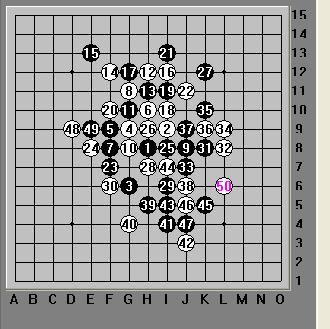 15
14
15 21 13
14 17 12 16 27 12
8 13 19 22 11
20 11 6 18 35 10
48 49 5 4 26 2 37 36 34 9
24 7 10 1 25 9 31 32 8
23 28 44 33 7
30 3 29 38 50 6
39 43 46 45 5
40 41 47 4
42 3
2
1
A B C D E F G H I J K L M N O